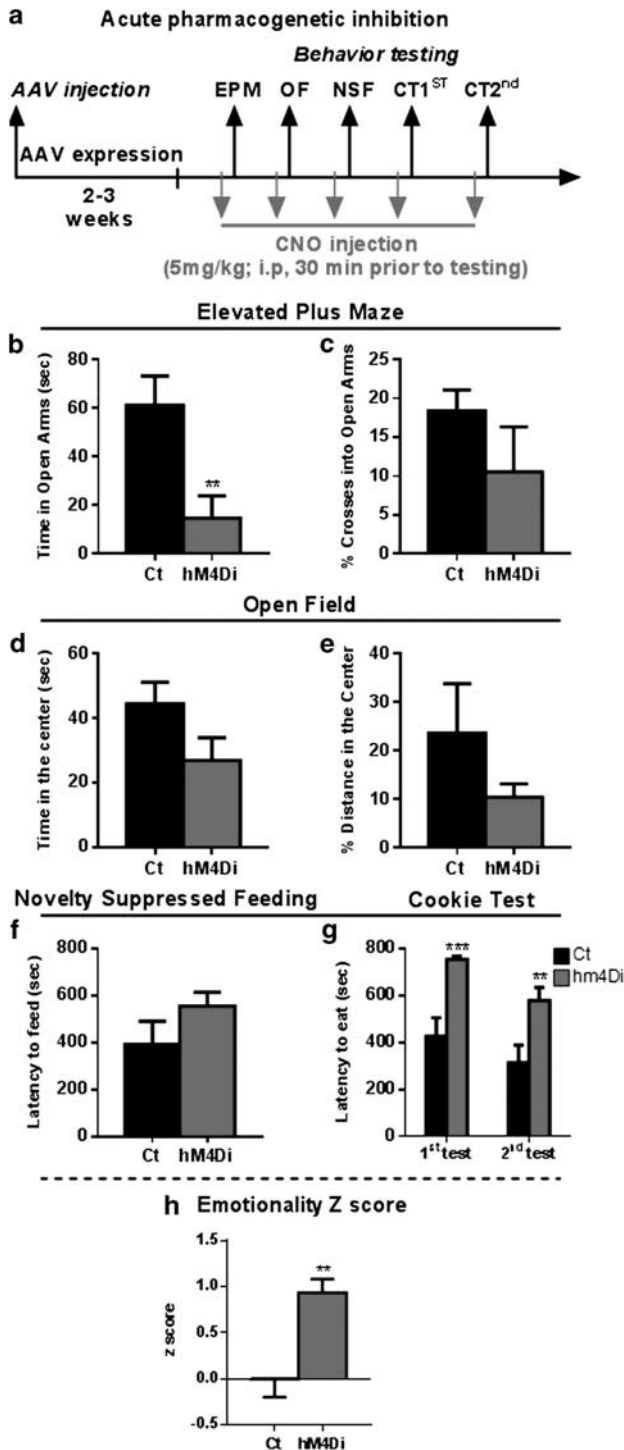 a Acute pharmacogenetic inhibition
Behavior testing
AAV injection EPM OF NSF CT1ST CT2nd
AAV expression
2-3
weeks
CNO injection
(5mg/kg; i.p, 30 min prior to testing)
Elevated Plus Maze
b
Time in Open Arms (sec)
80
60
40
20
0
Ct hM4Di
**
c
% Crosses into Open Arms
25
20
15
10
5
0
Ct hM4Di
Open Field
d
Time in the center (sec)
60
40
20
0
Ct hM4Di
e
% Distance in the Center
40
30
20
10
0
Ct hM4Di
Novelty Suppressed Feeding
f
Latency to feed (sec)
800
600
400
200
0
Ct hM4Di
Cookie Test
g
Latency to eat (sec)
800
600
400
200
0
***
**
Ct
hm4Di
1st test 2nd test
h Emotionality Z score
z score
1.5
1.0
0.5
0.0
-0.5
**
Ct hM4Di